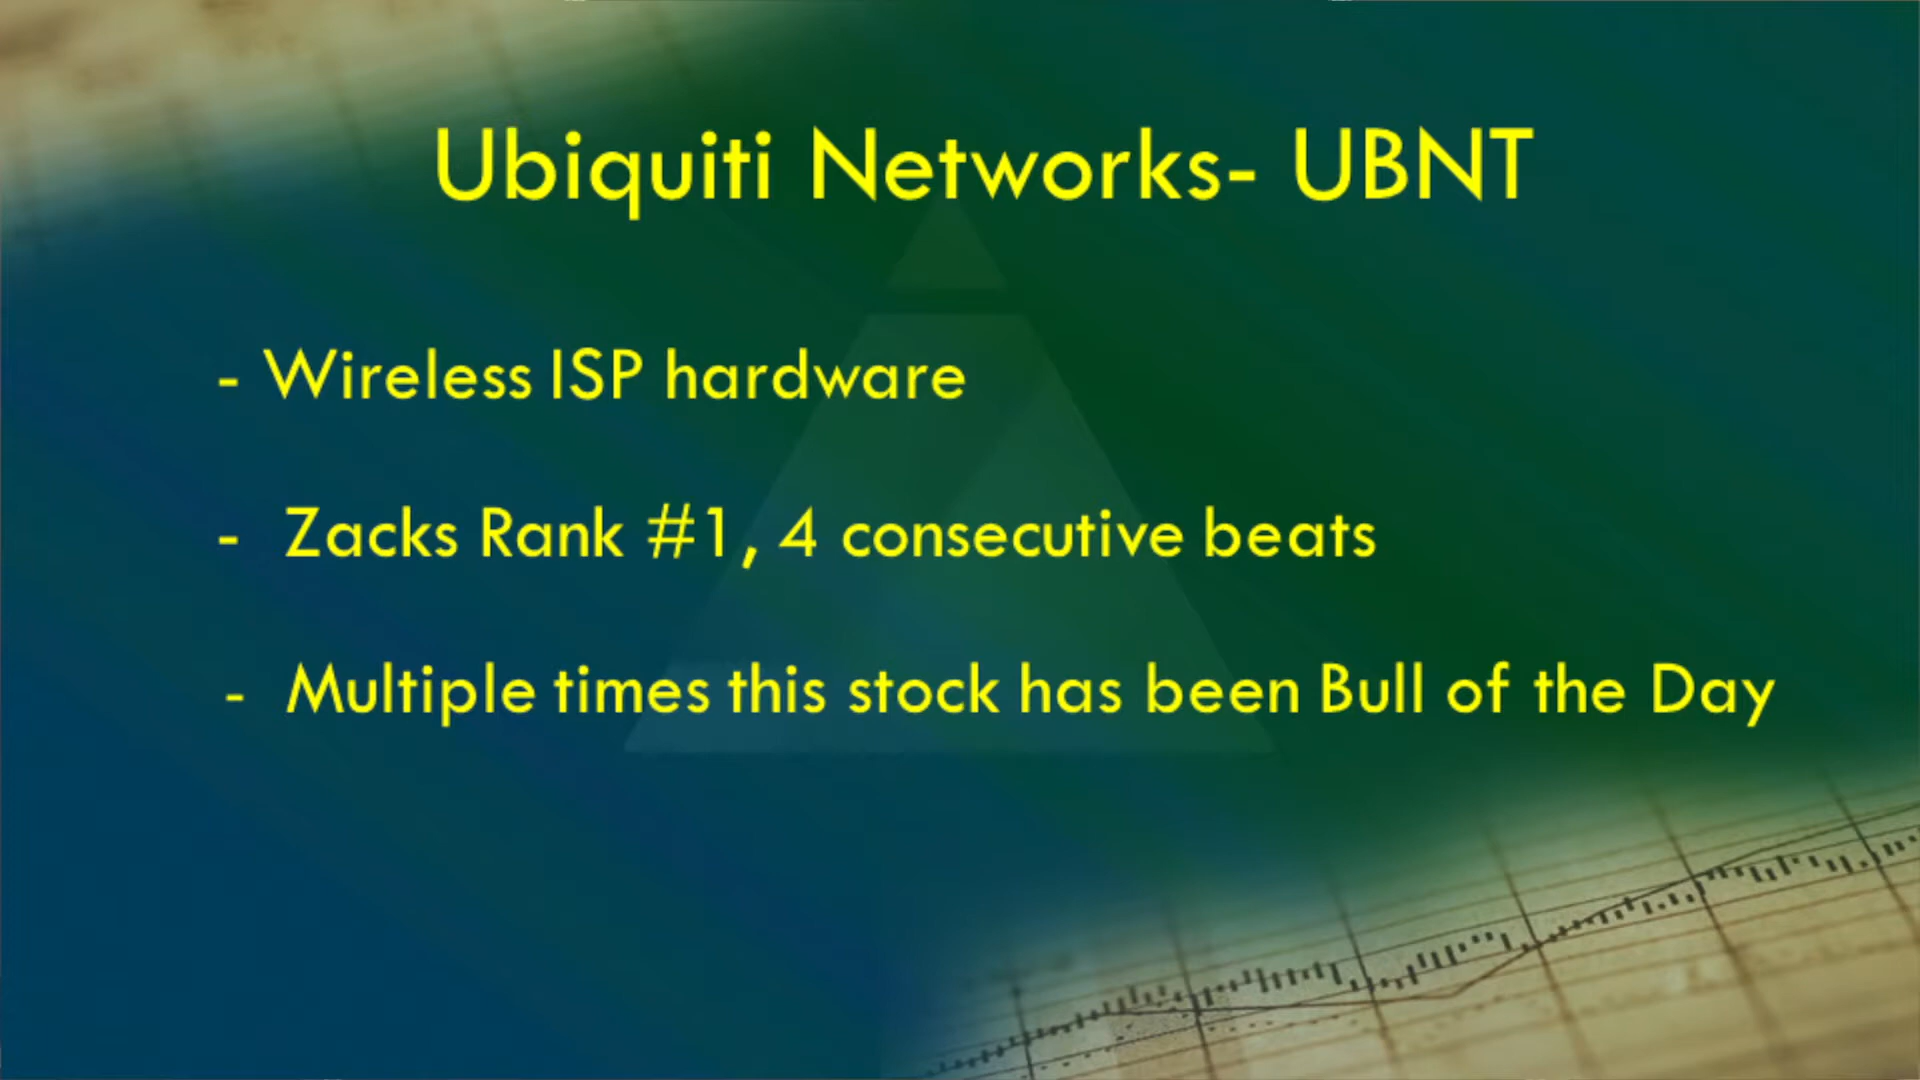 Ubiquiti Networks- UBNT
- Wireless ISP hardware
- Zacks Rank #1, 4 consecutive beats
- Multiple times this stock has been Bull of the Day